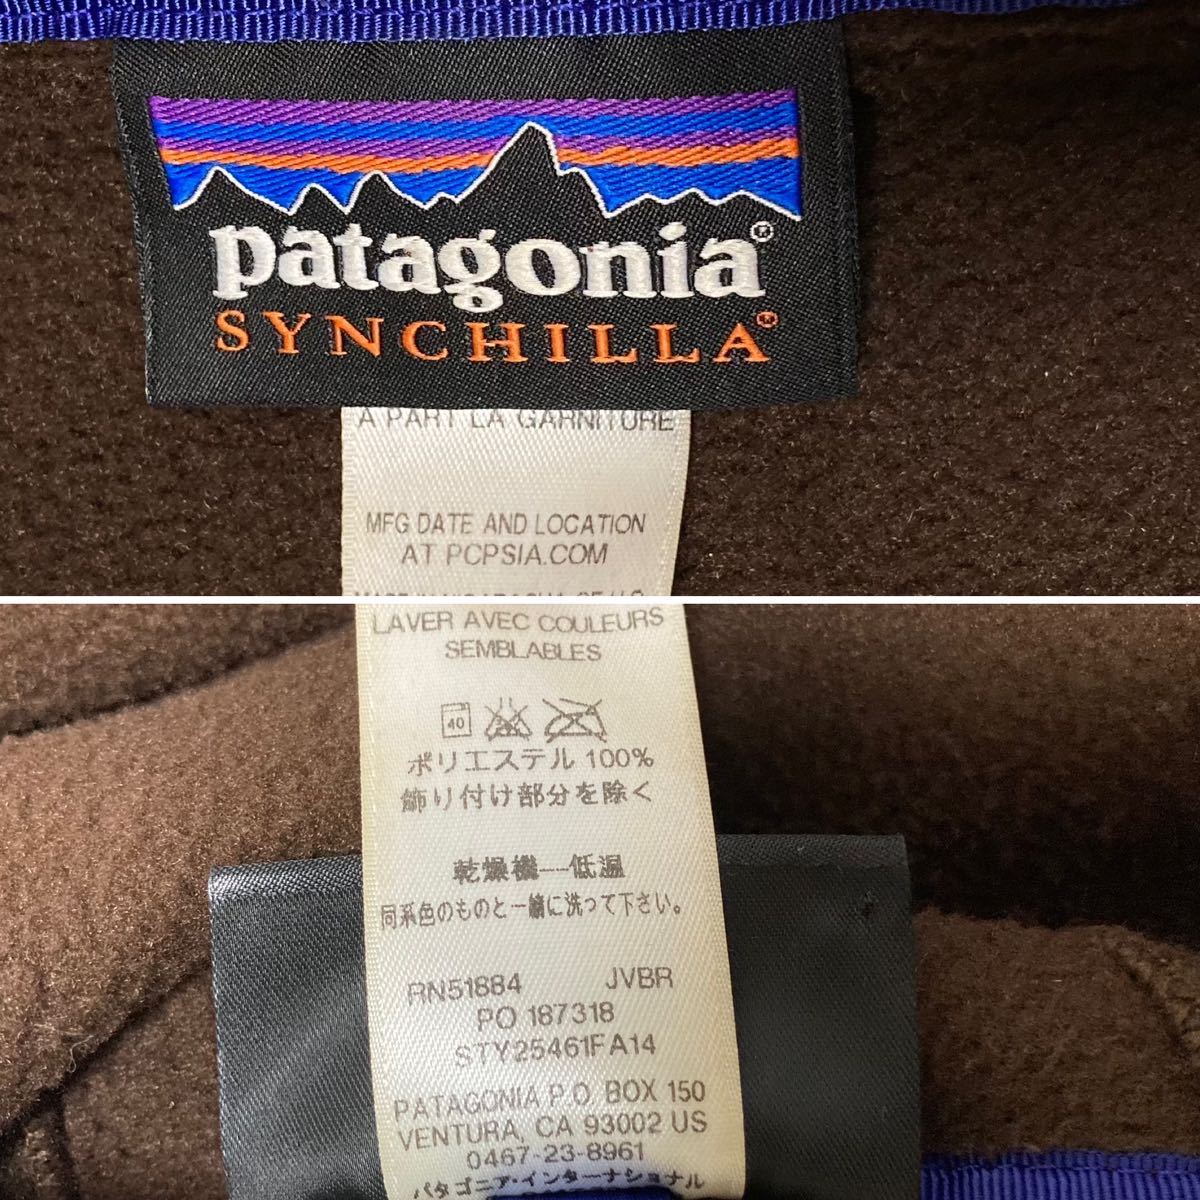 patagonia®
SYNCHILLA®
A PART LA GARNITURE
MFG DATE AND LOCATION
AT PCPSIA.COM
LAVER AVEC COULEURS
SEMBLABLES
40
ポリエステル 100%
飾り付け部分を除く
乾燥機—低温
同系色のものと一緒に洗って下さい。
RN51884 JVBR
PO 187318
STY25461FA14
PATAGONIA P.O. BOX 150
VENTURA, CA 93002 US
0467-23-8961
パタゴニア・インターナショナル